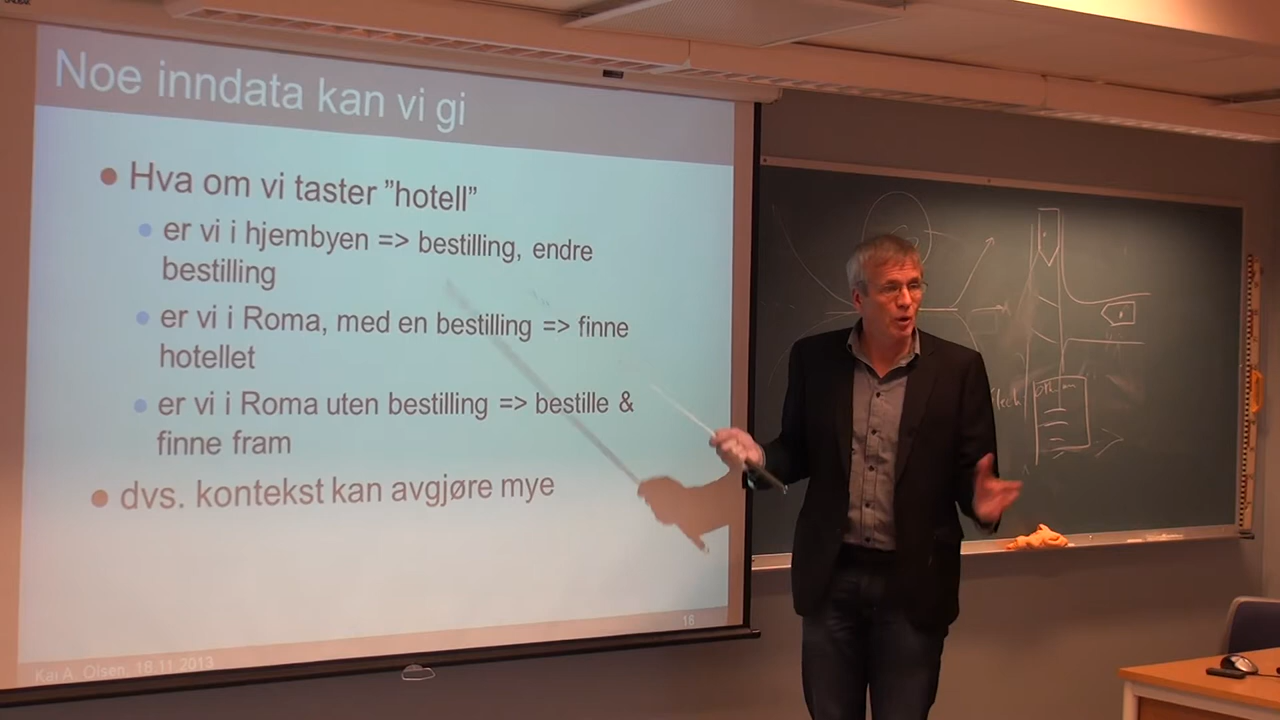 Noe inndata kan vi gi
Hva om vi taster ”hotell”
er vi i hjembyen => bestilling, endre
bestilling
er vi i Roma, med en bestilling => finne
hotellet
er vi i Roma uten bestilling => bestille &
finne fram
dvs. kontekst kan avgjøre mye
16
Kai A. Olsen, 18.11.2013